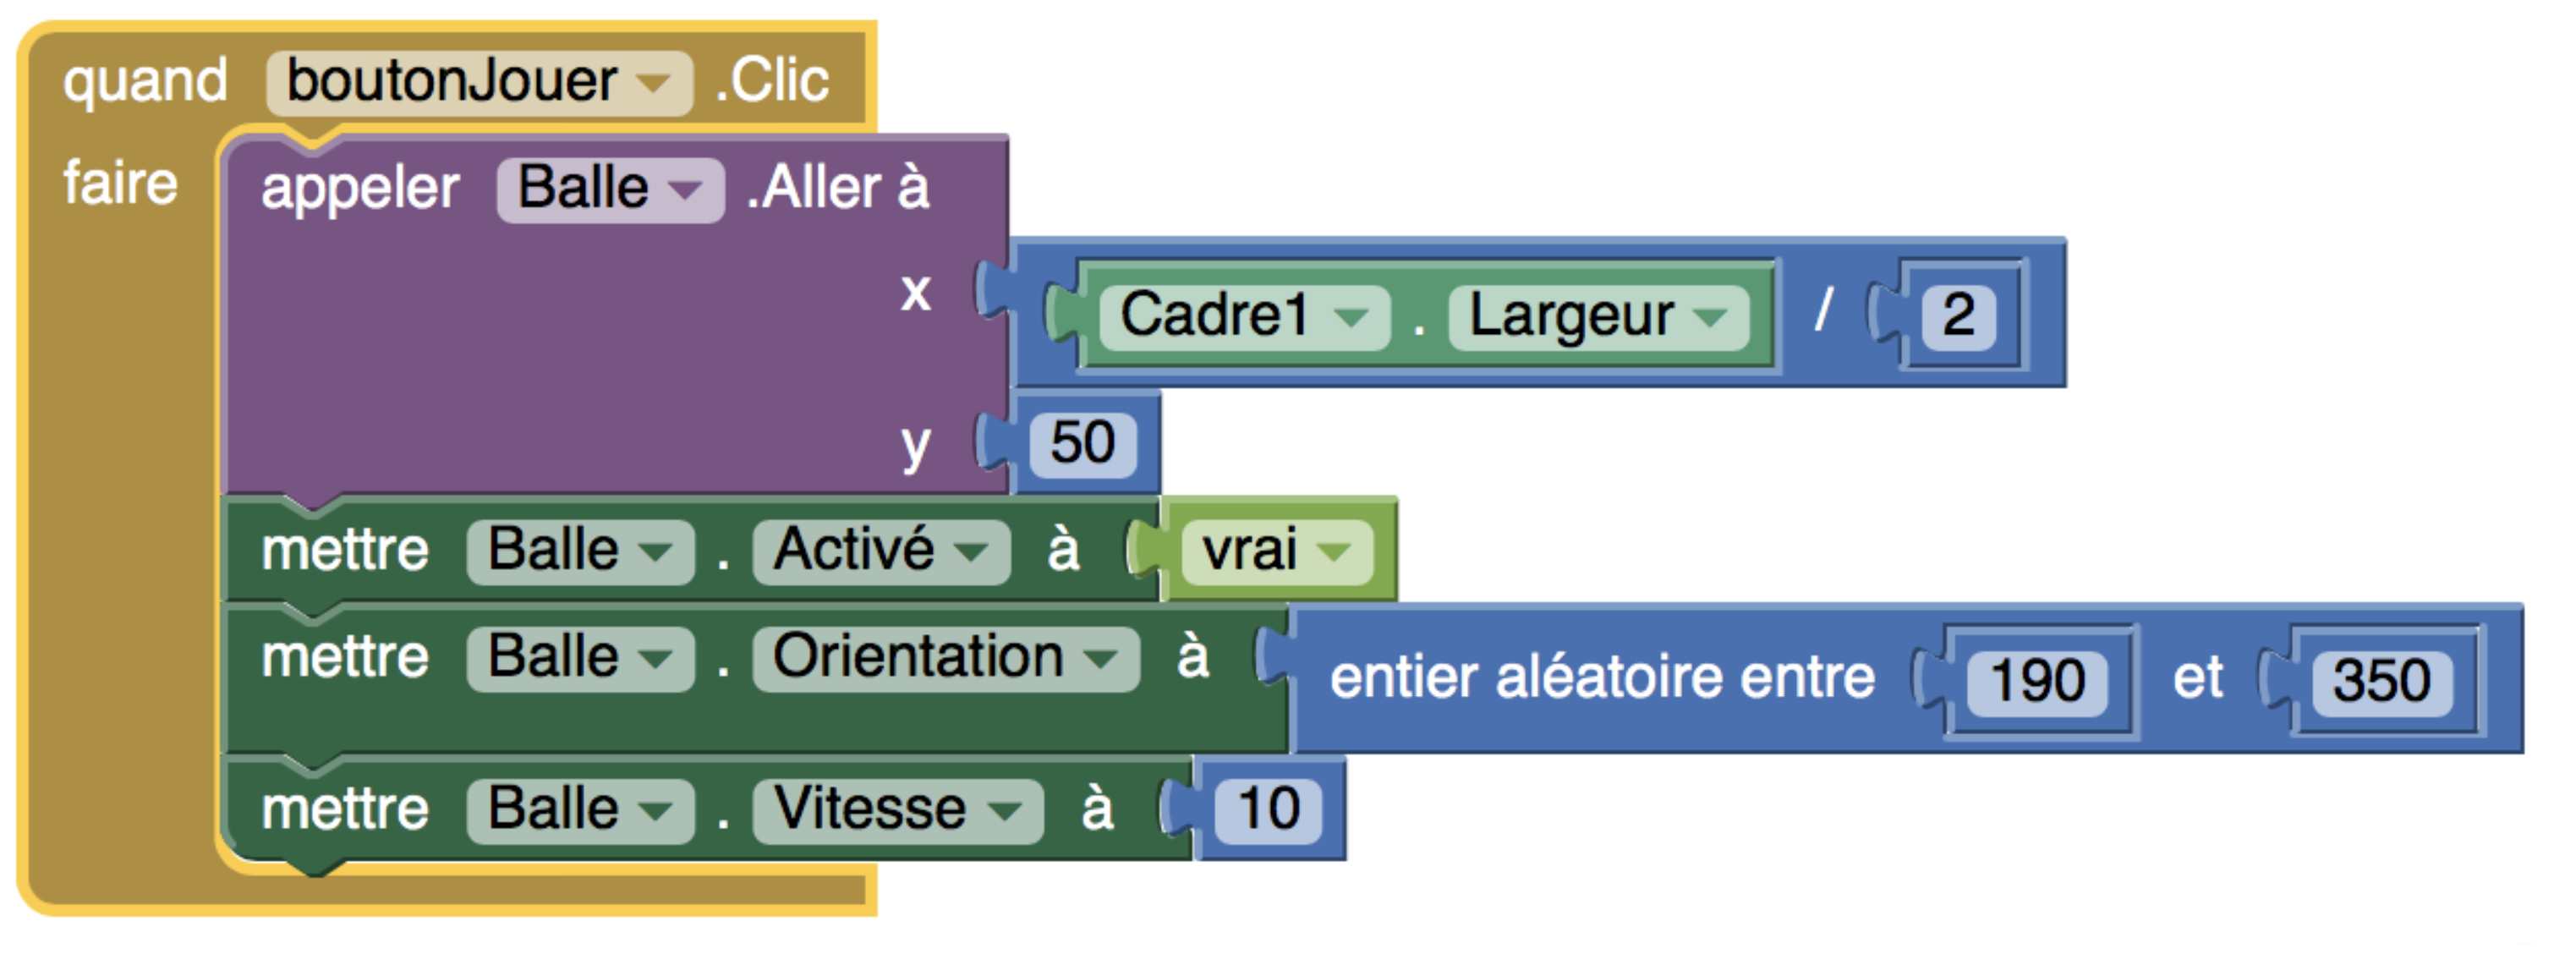 quand boutonJouer .Clic
faire appeler Balle .Aller à
x Cadre1 . Largeur / 2
y 50
mettre Balle . Activé à vrai
mettre Balle . Orientation à entier aléatoire entre 190 et 350
mettre Balle . Vitesse à 10